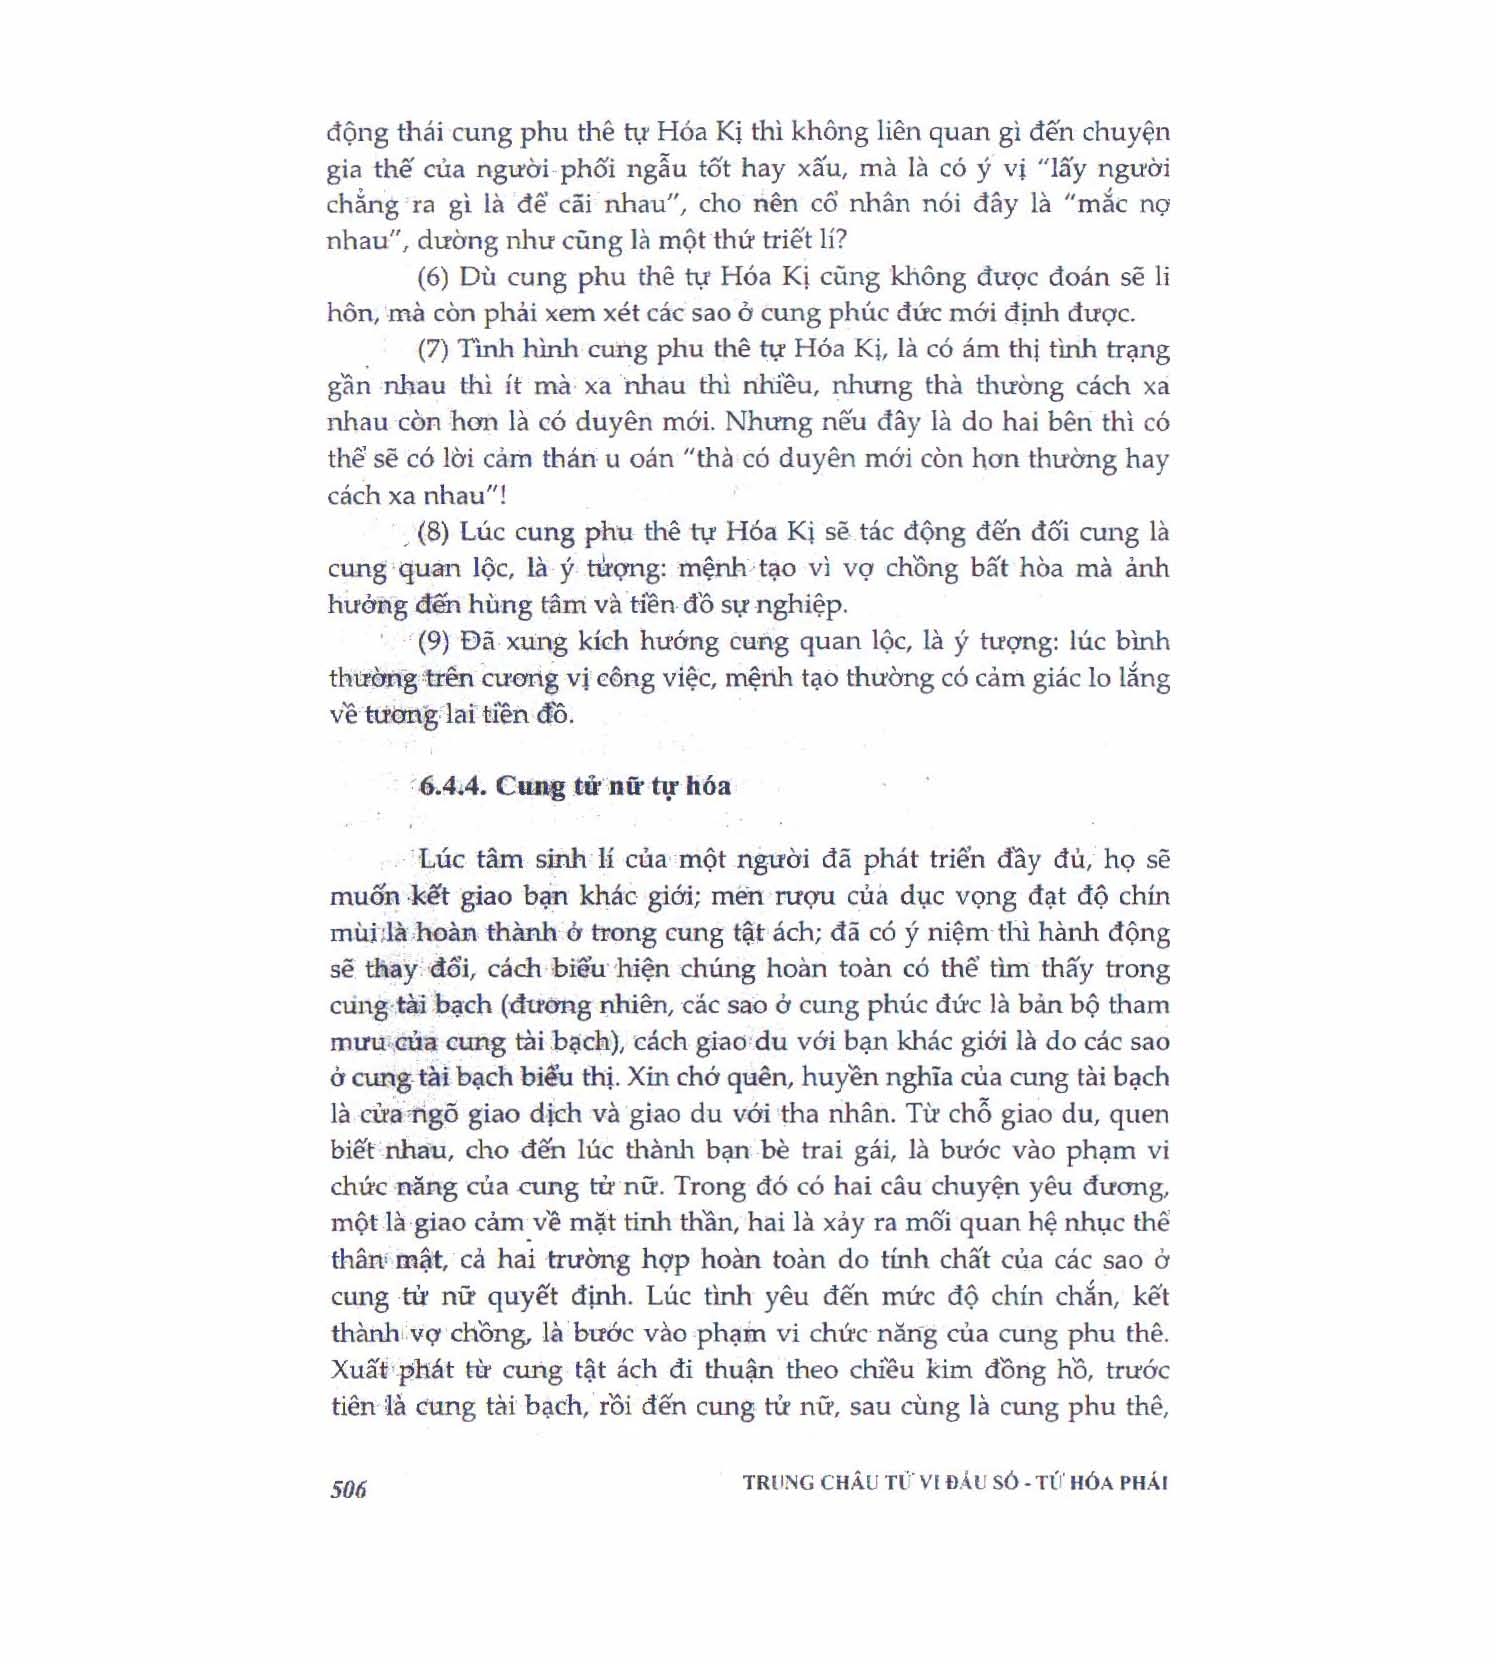 động thái cung phu thê tự Hóa Kị thì không liên quan gì đến chuyện
gia thế của người phối ngẫu tốt hay xấu, mà là có ý vị "lấy người
chẳng ra gì là để cãi nhau", cho nên cổ nhân nói đây là "mắc nợ
nhau", dường như cũng là một thứ triết lí?
(6) Dù cung phu thê tự Hóa Kị cũng không được đoán sẽ li
hôn, mà còn phải xem xét các sao ở cung phúc đức mới định được.
(7) Tình hình cung phu thê tự Hóa Kị, là có ám thị tình trạng
gần nhau thì ít mà xa nhau thì nhiều, nhưng thà thường cách xa
nhau còn hơn là có duyên mới. Nhưng nếu đây là do hai bên thì có
thể sẽ có lời cảm thán u oán "thà có duyên mới còn hơn thường hay
cách xa nhau"!
(8) Lúc cung phu thê tự Hóa Kị sẽ tác động đến đối cung là
cung quan lộc, là ý tượng: mệnh tạo vì vợ chồng bất hòa mà ảnh
hưởng đến hùng tâm và tiền đồ sự nghiệp.
(9) Đã xung kích hướng cung quan lộc, là ý tượng: lúc bình
thường trên cương vị công việc, mệnh tạo thường có cảm giác lo lắng
về tương lai tiền đồ.
6.4.4. Cung tử nữ tự hóa
Lúc tâm sinh lí của một người đã phát triển đầy đủ, họ sẽ
muốn kết giao bạn khác giới; men rượu của dục vọng đạt độ chín
mùi là hoàn thành ở trong cung tật ách; đã có ý niệm thì hành động
sẽ thay đổi, cách biểu hiện chúng hoàn toàn có thể tìm thấy trong
cung tài bạch (đương nhiên, các sao ở cung phúc đức là bản bộ tham
mưu của cung tài bạch), cách giao du với bạn khác giới là do các sao
ở cung tài bạch biểu thị. Xin chớ quên, huyền nghĩa của cung tài bạch
là cửa ngõ giao dịch và giao du với tha nhân. Từ chỗ giao du, quen
biết nhau, cho đến lúc thành bạn bè trai gái, là bước vào phạm vi
chức năng của cung tử nữ. Trong đó có hai câu chuyện yêu đương,
một là giao cảm về mặt tinh thần, hai là xảy ra mối quan hệ nhục thể
thân mật, cả hai trường hợp hoàn toàn do tính chất của các sao ở
cung tử nữ quyết định. Lúc tình yêu đến mức độ chín chắn, kết
thành vợ chồng, là bước vào phạm vi chức năng của cung phu thê.
Xuất phát từ cung tật ách đi thuận theo chiều kim đồng hồ, trước
tiên là cung tài bạch, rồi đến cung tử nữ, sau cùng là cung phu thê,
506
TRUNG CHÂU TỬ VI ĐẨU SỐ - TỨ HÓA PHÁI